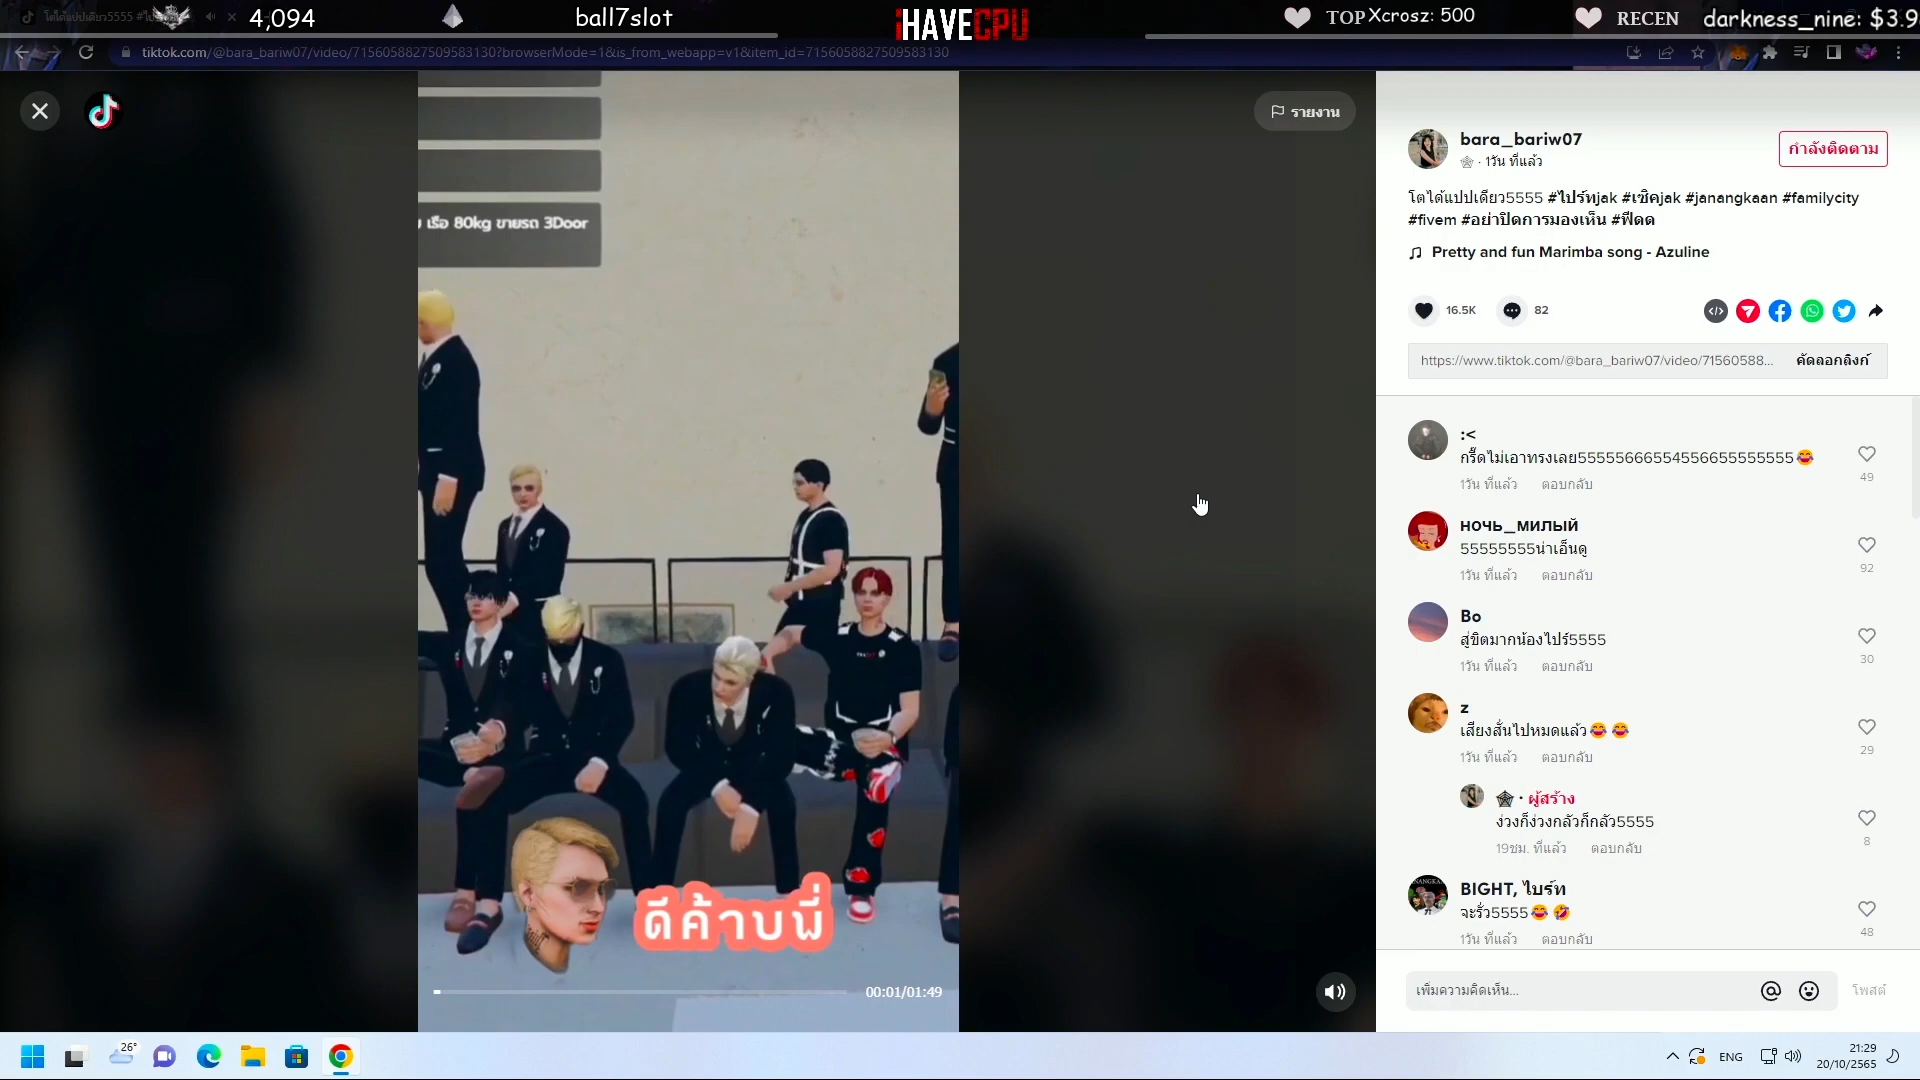 4,094
ball7slot
iHAVECPU
TOP Xcrosz: 500
RECEN
darkness_nine: $3.9
tiktok.com/@bara_bariw07/video/7156058827509583130?browserMode=1&is_from_webapp=v1&item_id=7156058827509583130
รายงาน
เรือ 80kg ขายรถ 3Door
ดีค้าบพี่
00:01/01:49
bara_bariw07
· 1วัน ที่แล้ว
กำลังติดตาม
โตได้แปปเดียว5555 #ไปร์ทjak #เซิคjak #janangkaan #familycity
#fivem #อย่าปิดการมองเห็น #ฟีดด
Pretty and fun Marimba song - Azuline
16.5K
82
https://www.tiktok.com/@bara_bariw07/video/71560588...
คัดลอกลิงก์
:<
กรี๊ดไม่เอาทรงเลย55555666554556655555555😂
1วัน ที่แล้ว ตอบกลับ
49
ночь_милый
55555555น่าเอ็นดู
1วัน ที่แล้ว ตอบกลับ
92
Bo
สู่ขิตมากน้องไปร์5555
1วัน ที่แล้ว ตอบกลับ
30
z
เสียงสั่นไปหมดแล้ว😂 😂
1วัน ที่แล้ว ตอบกลับ
29
· ผู้สร้าง
ง่วงก็ง่วงกลัวก็กลัว5555
19ชม. ที่แล้ว ตอบกลับ
8
BIGHT, ไบร์ท
จะรั่ว5555😂 🤣
1วัน ที่แล้ว ตอบกลับ
48
เพิ่มความคิดเห็น...
โพสต์
26°
ENG
21:29
20/10/2565